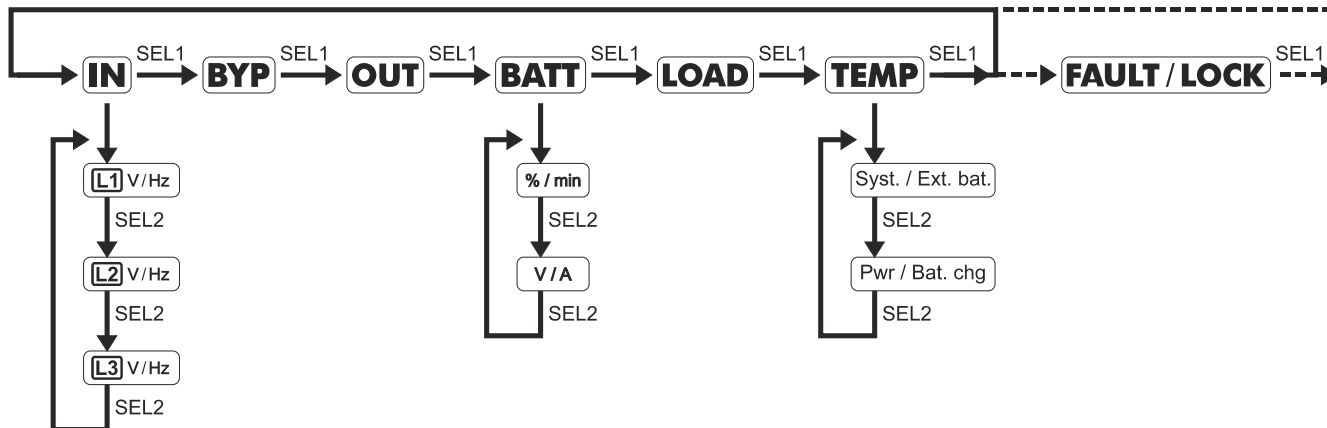 IN SEL1 BYP SEL1 OUT SEL1 BATT SEL1 LOAD SEL1 TEMP SEL1 FAULT / LOCK SEL1
L1 V/Hz
SEL2
L2 V/Hz
SEL2
L3 V/Hz
SEL2
% / min
SEL2
V / A
SEL2
Syst. / Ext. bat.
SEL2
Pwr / Bat. chg
SEL2